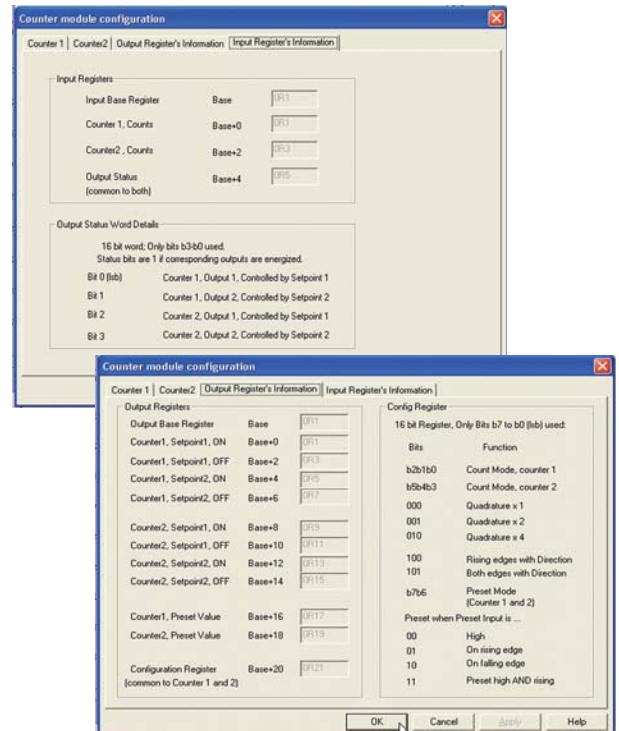 Counter module configuration
Counter 1 Counter2 Output Register's Information Input Register's Information
Input Registers
Input Base Register Base 0R1
Counter 1, Counts Base+0 0R1
Counter2 , Counts Base+2 0R3
Output Status Base+4 0R5
(common to both)
Output Status Word Details
16 bit word; Only bits b3-b0 used.
Status bits are 1 if corresponding outputs are energized.
Bit 0 (lsb) Counter 1, Output 1, Controlled by Setpoint 1
Bit 1 Counter 1, Output 2, Controlled by Setpoint 2
Bit 2 Counter 2, Output 1, Controlled by Setpoint 1
Bit 3 Counter 2, Output 2, Controlled by Setpoint 2
Counter module configuration
Counter 1 Counter2 Output Register's Information Input Register's Information
Output Registers
Output Base Register Base 0R1
Counter1, Setpoint1, ON Base+0 0R1
Counter1, Setpoint1, OFF Base+2 0R3
Counter1, Setpoint2, ON Base+4 0R5
Counter1, Setpoint2, OFF Base+6 0R7
Counter2, Setpoint1, ON Base+8 0R9
Counter2, Setpoint1, OFF Base+10 0R11
Counter2, Setpoint2, ON Base+12 0R13
Counter2, Setpoint2, OFF Base+14 0R15
Counter1, Preset Value Base+16 0R17
Counter2, Preset Value Base+18 0R19
Configuration Register Base+20 0R21
(common to Counter 1 and 2)
Config Register
16 bit Register, Only Bits b7 to b0 (lsb) used:
Bits Function
b2b1b0 Count Mode, counter 1
b5b4b3 Count Mode, counter 2
000 Quadrature x 1
001 Quadrature x 2
010 Quadrature x 4
100 Rising edges with Direction
101 Both edges with Direction
b7b6 Preset Mode
(Counter 1 and 2)
Preset when Preset Input is ...
00 High
01 On rising edge
10 On falling edge
11 Preset high AND rising
OK Cancel Apply Help